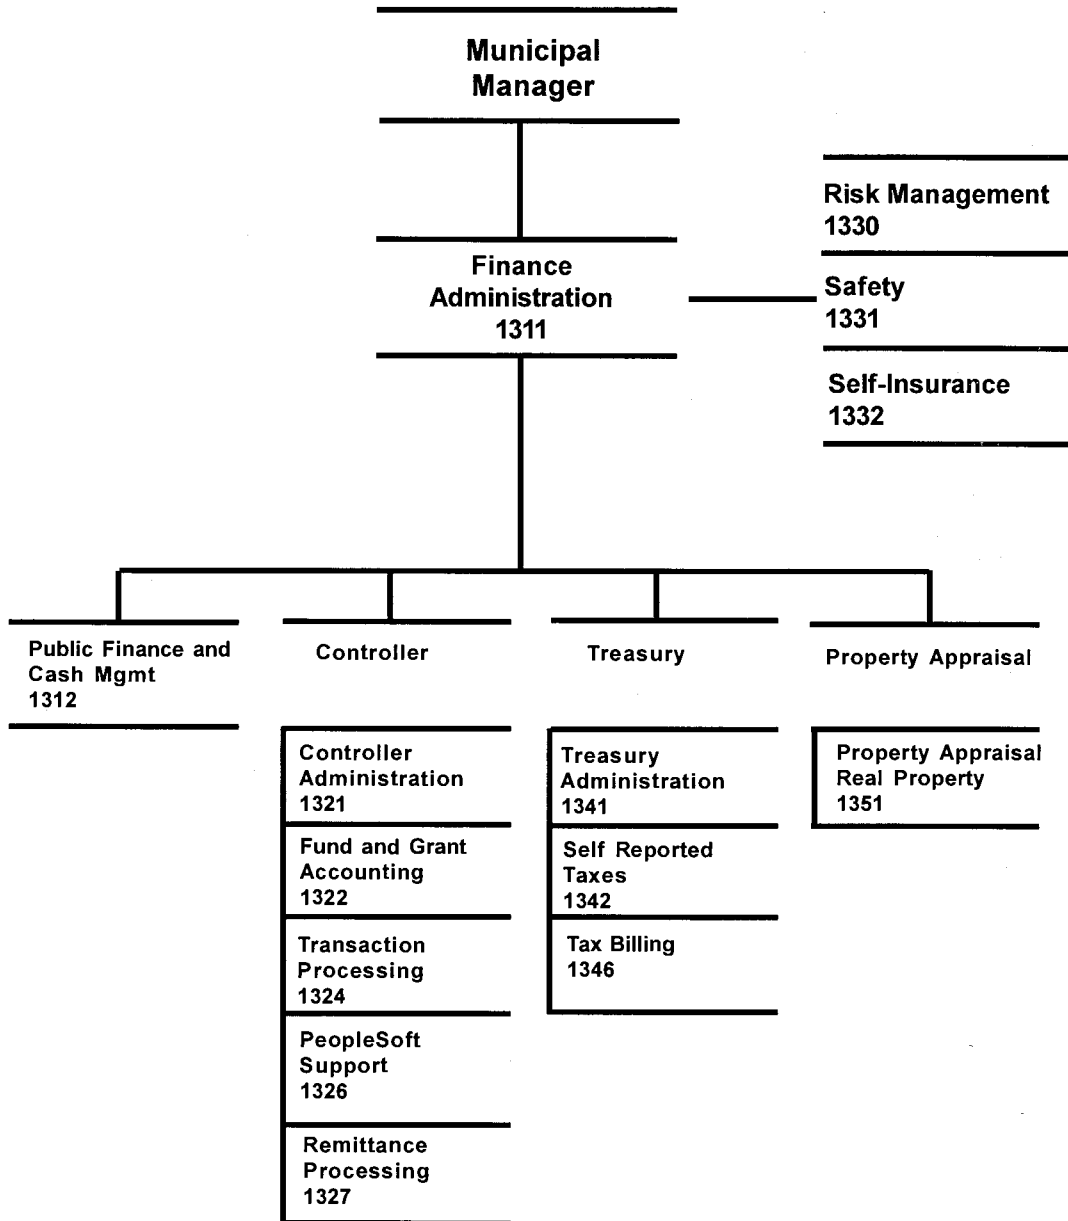 Municipal
Manager
Finance
Administration
1311
Risk Management
1330
Safety
1331
Self-Insurance
1332
Public Finance and
Cash Mgmt
1312
Controller
Controller
Administration
1321
Fund and Grant
Accounting
1322
Transaction
Processing
1324
PeopleSoft
Support
1326
Remittance
Processing
1327
Treasury
Treasury
Administration
1341
Self Reported
Taxes
1342
Tax Billing
1346
Property Appraisal
Property Appraisal
Real Property
1351